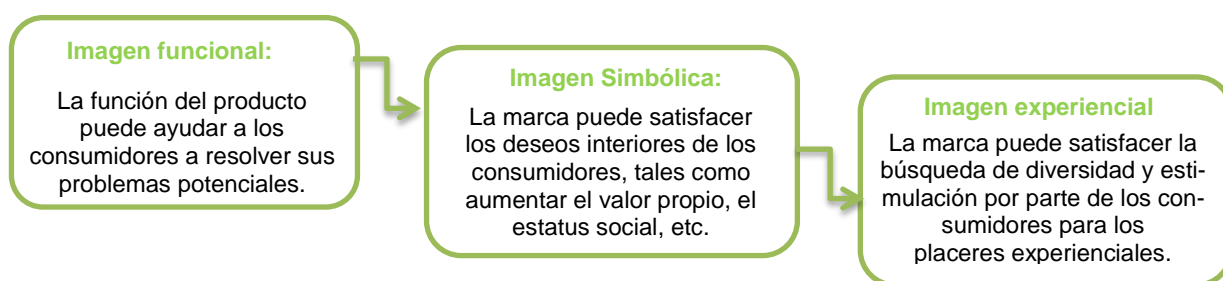 Imagen funcional:
La función del producto
puede ayudar a los
consumidores a resolver sus
problemas potenciales.
Imagen Simbólica:
La marca puede satisfacer
los deseos interiores de los
consumidores, tales como
aumentar el valor propio, el
estatus social, etc.
Imagen experiencial
La marca puede satisfacer la
búsqueda de diversidad y esti-
mulación por parte de los con-
sumidores para los
placeres experienciales.